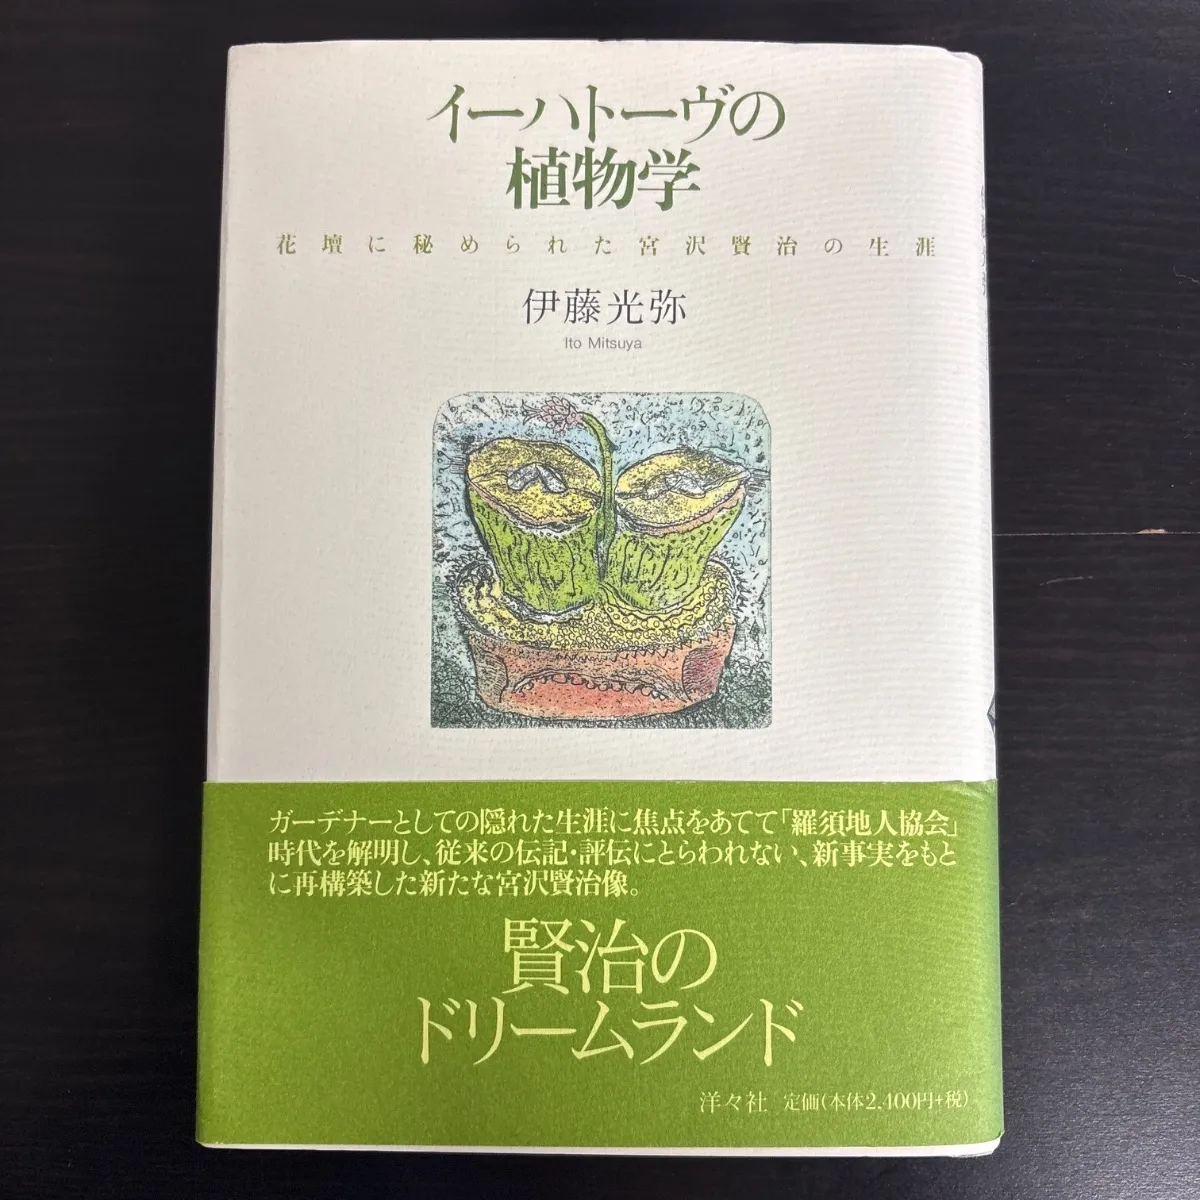 イーハトーヴの
植物学
花壇に秘められた宮沢賢治の生涯
伊藤光弥
Ito Mitsuya
ガーデナーとしての隠れた生涯に焦点をあてて「羅須地人協会」
時代を解明し、従来の伝記・評伝にとらわれない、新事実をもと
に再構築した新たな宮沢賢治像。
賢治の
ドリームランド
洋々社 定価(本体2,400円+税)